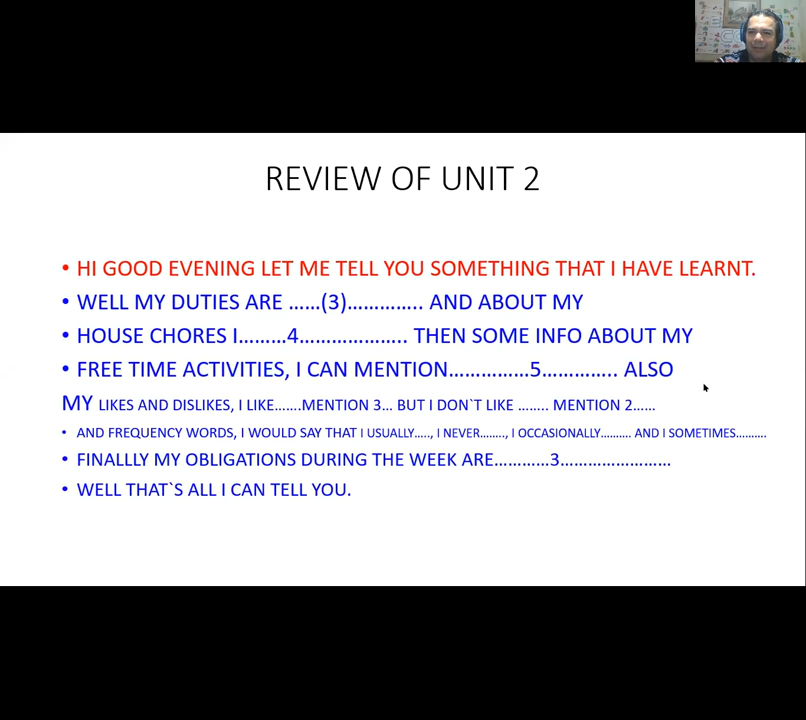 REVIEW OF UNIT 2
• HI GOOD EVENING LET ME TELL YOU SOMETHING THAT I HAVE LEARNT.
• WELL MY DUTIES ARE ……(3)………….. AND ABOUT MY
• HOUSE CHORES I………4……………….. THEN SOME INFO ABOUT MY
• FREE TIME ACTIVITIES, I CAN MENTION……………5………….. ALSO
MY LIKES AND DISLIKES, I LIKE…….MENTION 3… BUT I DON`T LIKE …….. MENTION 2……
• AND FREQUENCY WORDS, I WOULD SAY THAT I USUALLY….., I NEVER…….., I OCCASIONALLY………. AND I SOMETIMES……….
• FINALLLY MY OBLIGATIONS DURING THE WEEK ARE…………3……………………
• WELL THAT`S ALL I CAN TELL YOU.